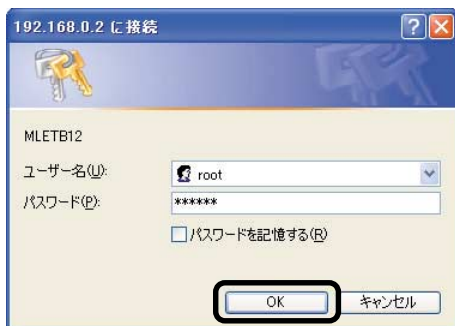 192.168.0.2 に接続
MLETB12
ユーザー名(U):
root
パスワード(P):
******
パスワードを記憶する(R)
OK
キャンセル